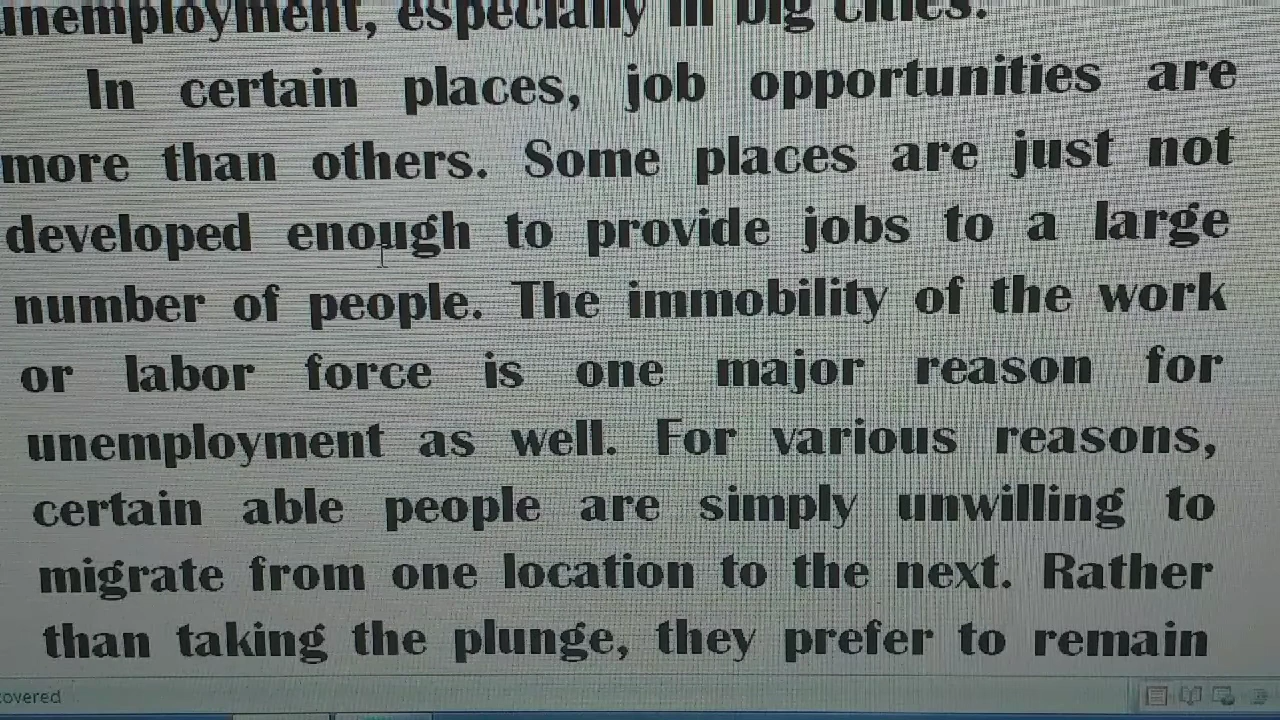 unemployment, especially in big cities.
In certain places, job opportunities are
more than others. Some places are just not
developed enough to provide jobs to a large
number of people. The immobility of the work
or labor force is one major reason for
unemployment as well. For various reasons,
certain able people are simply unwilling to
migrate from one location to the next. Rather
than taking the plunge, they prefer to remain
covered